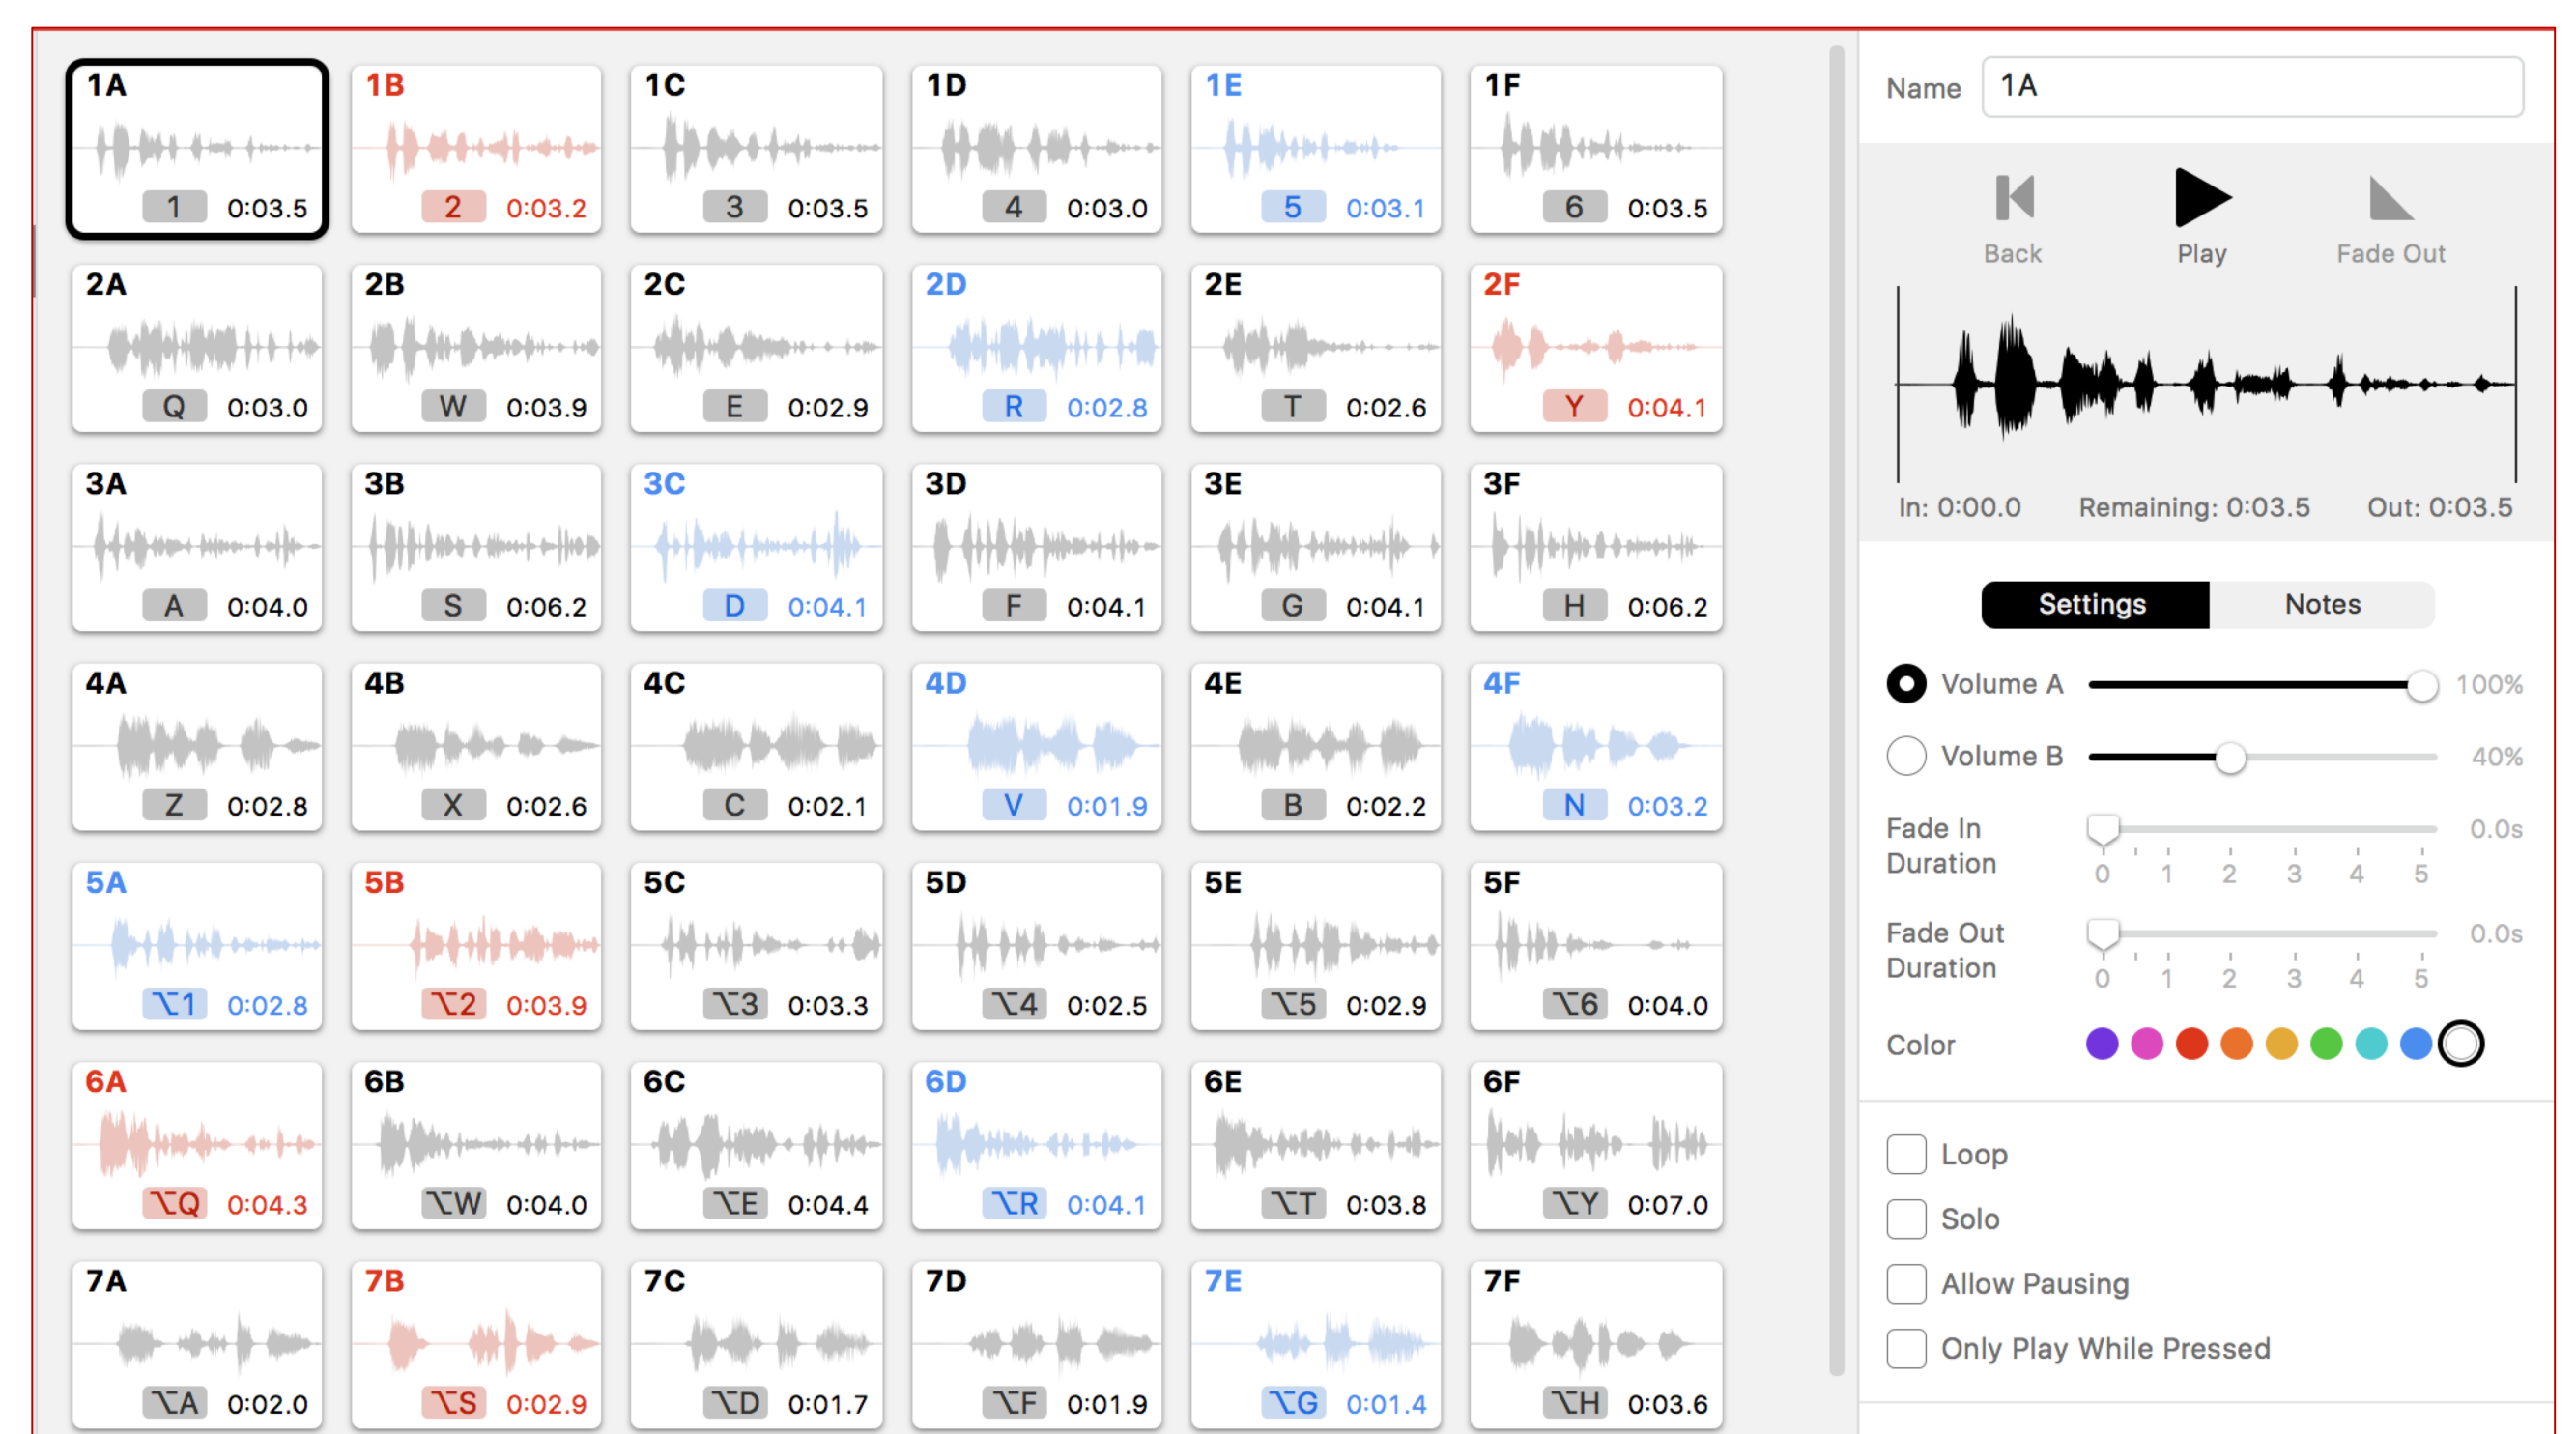 1A 1B 1C 1D 1E 1F
1 0:03.5 2 0:03.2 3 0:03.5 4 0:03.0 5 0:03.1 6 0:03.5
2A 2B 2C 2D 2E 2F
Q 0:03.0 W 0:03.9 E 0:02.9 R 0:02.8 T 0:02.6 Y 0:04.1
3A 3B 3C 3D 3E 3F
A 0:04.0 S 0:06.2 D 0:04.1 F 0:04.1 G 0:04.1 H 0:06.2
4A 4B 4C 4D 4E 4F
Z 0:02.8 X 0:02.6 C 0:02.1 V 0:01.9 B 0:02.2 N 0:03.2
5A 5B 5C 5D 5E 5F
⌥1 0:02.8 ⌥2 0:03.9 ⌥3 0:03.3 ⌥4 0:02.5 ⌥5 0:02.9 ⌥6 0:04.0
6A 6B 6C 6D 6E 6F
⌥Q 0:04.3 ⌥W 0:04.0 ⌥E 0:04.4 ⌥R 0:04.1 ⌥T 0:03.8 ⌥Y 0:07.0
7A 7B 7C 7D 7E 7F
⌥A 0:02.0 ⌥S 0:02.9 ⌥D 0:01.7 ⌥F 0:01.9 ⌥G 0:01.4 ⌥H 0:03.6
Name 1A
Back Play Fade Out
In: 0:00.0 Remaining: 0:03.5 Out: 0:03.5
Settings Notes
Volume A 100%
Volume B 40%
Fade In 0.0s
Duration
0 1 2 3 4 5
Fade Out 0.0s
Duration
0 1 2 3 4 5
Color
Loop
Solo
Allow Pausing
Only Play While Pressed